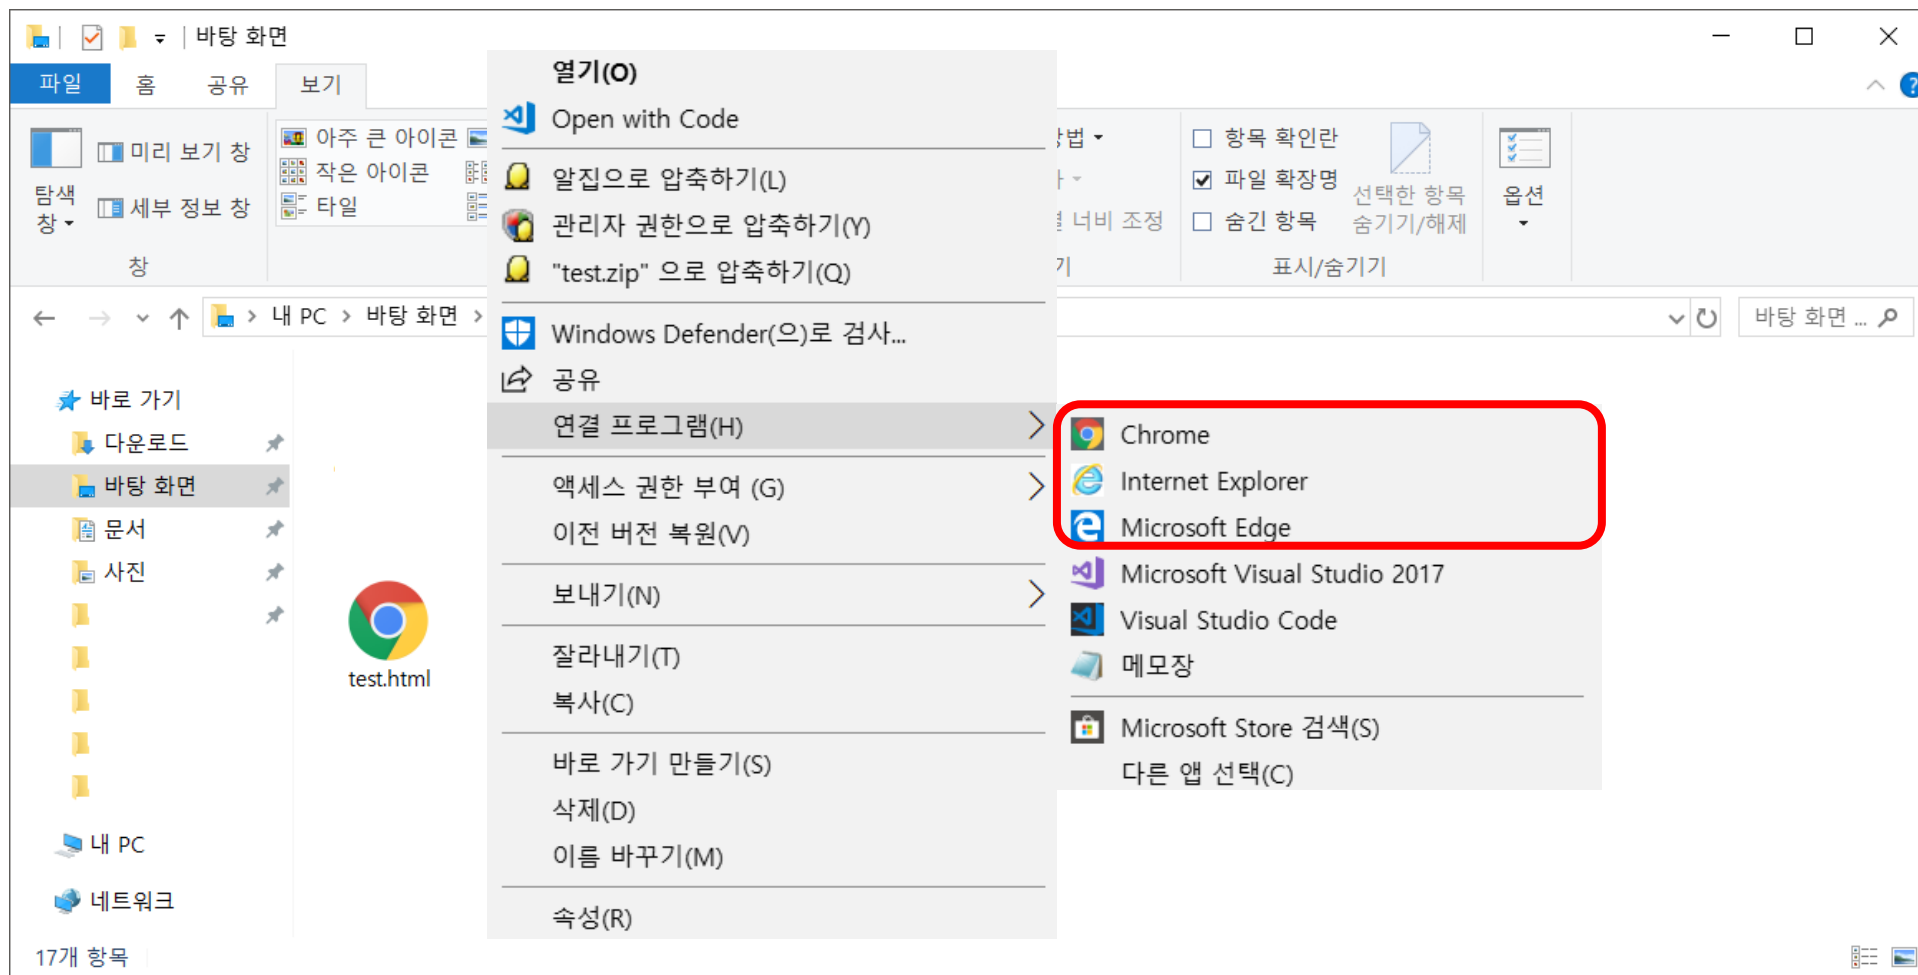 바탕 화면
파일 홈 공유 보기
탐색 창
미리 보기 창
세부 정보 창
창
아주 큰 아이콘
작은 아이콘
타일
너비 조정
항목 확인란
파일 확장명
숨긴 항목
선택한 항목
숨기기/해제
표시/숨기기
옵션
내 PC > 바탕 화면 >
바탕 화면 ...
바로 가기
다운로드
바탕 화면
문서
사진
내 PC
네트워크
17개 항목
test.html
열기(O)
Open with Code
알집으로 압축하기(L)
관리자 권한으로 압축하기(Y)
"test.zip" 으로 압축하기(Q)
Windows Defender(으)로 검사...
공유
연결 프로그램(H)
액세스 권한 부여 (G)
이전 버전 복원(V)
보내기(N)
잘라내기(T)
복사(C)
바로 가기 만들기(S)
삭제(D)
이름 바꾸기(M)
속성(R)
Chrome
Internet Explorer
Microsoft Edge
Microsoft Visual Studio 2017
Visual Studio Code
메모장
Microsoft Store 검색(S)
다른 앱 선택(C)